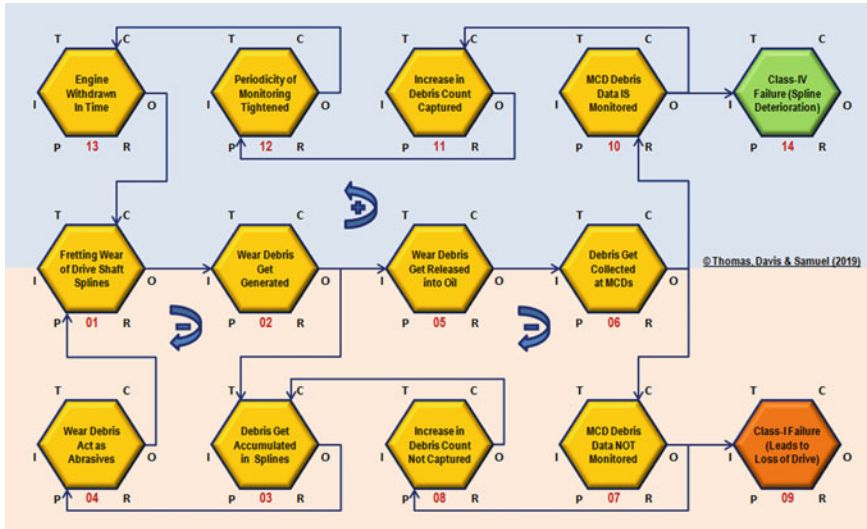 T C T C T C T C T C
Engine
Withdrawn
In Time
I O
P 13 R
Periodicity of
Monitoring
Tightened
I O
P 12 R
Increase in
Debris Count
Captured
I O
P 11 R
MCD Debris
Data IS
Monitored
I O
P 10 R
Class-IV
Failure (Spline
Deterioration)
I O
P 14 R
+
T C T C T C T C
Fretting Wear
of Drive Shaft
Splines
I O
P 01 R
Wear Debris
Get
Generated
I O
P 02 R
Wear Debris
Get Released
into Oil
I O
P 05 R
Debris Get
Collected
at MCDs
I O
P 06 R
© Thomas, Davis & Samuel (2019)
- -
T C T C T C T C T C
Wear Debris
Act as
Abrasives
I O
P 04 R
Debris Get
Accumulated
in Splines
I O
P 03 R
Increase in
Debris Count
Not Captured
I O
P 08 R
MCD Debris
Data NOT
Monitored
I O
P 07 R
Class-I Failure
(Leads to
Loss of Drive)
I O
P 09 R